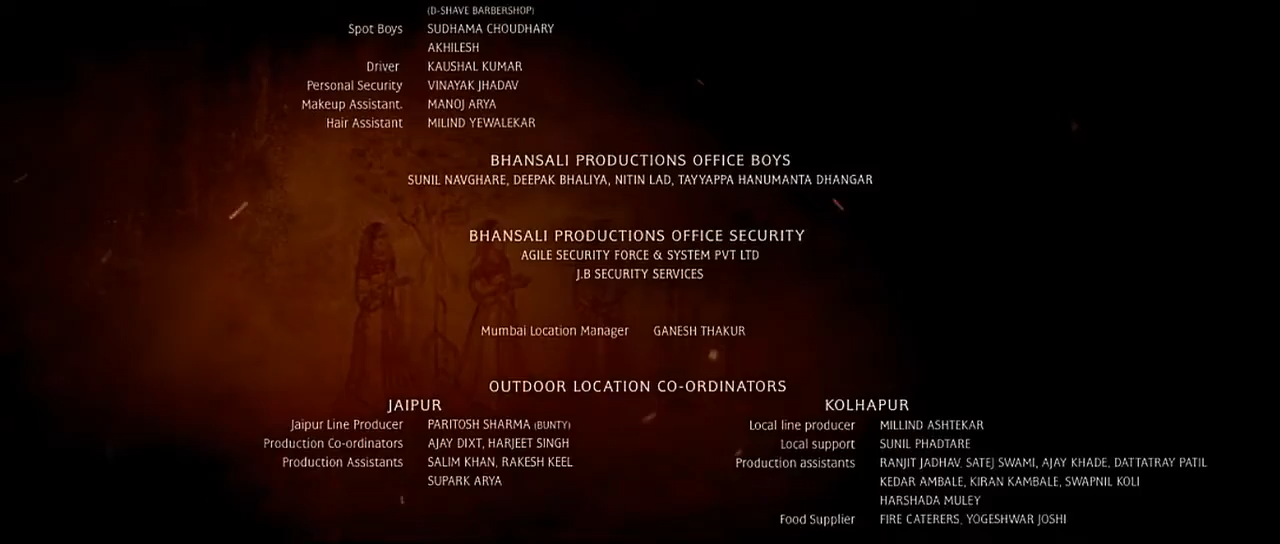 (D-SHAVE BARBERSHOP)
Spot Boys SUDHAMA CHOUDHARY
AKHILESH
Driver KAUSHAL KUMAR
Personal Security VINAYAK JHADAV
Makeup Assistant. MANOJ ARYA
Hair Assistant MILIND YEWALEKAR
BHANSALI PRODUCTIONS OFFICE BOYS
SUNIL NAVGHARE, DEEPAK BHALIYA, NITIN LAD, TAYYAPPA HANUMANTA DHANGAR
BHANSALI PRODUCTIONS OFFICE SECURITY
AGILE SECURITY FORCE & SYSTEM PVT LTD
J.B SECURITY SERVICES
Mumbai Location Manager GANESH THAKUR
OUTDOOR LOCATION CO-ORDINATORS
JAIPUR
Jaipur Line Producer PARITOSH SHARMA (BUNTY)
Production Co-ordinators AJAY DIXT, HARJEET SINGH
Production Assistants SALIM KHAN, RAKESH KEEL
SUPARK ARYA
KOLHAPUR
Local line producer MILLIND ASHTEKAR
Local support SUNIL PHADTARE
Production assistants RANJIT JADHAV, SATEJ SWAMI, AJAY KHADE, DATTATRAY PATIL
KEDAR AMBALE, KIRAN KAMBALE, SWAPNIL KOLI
HARSHADA MULEY
Food Supplier FIRE CATERERS, YOGESHWAR JOSHI